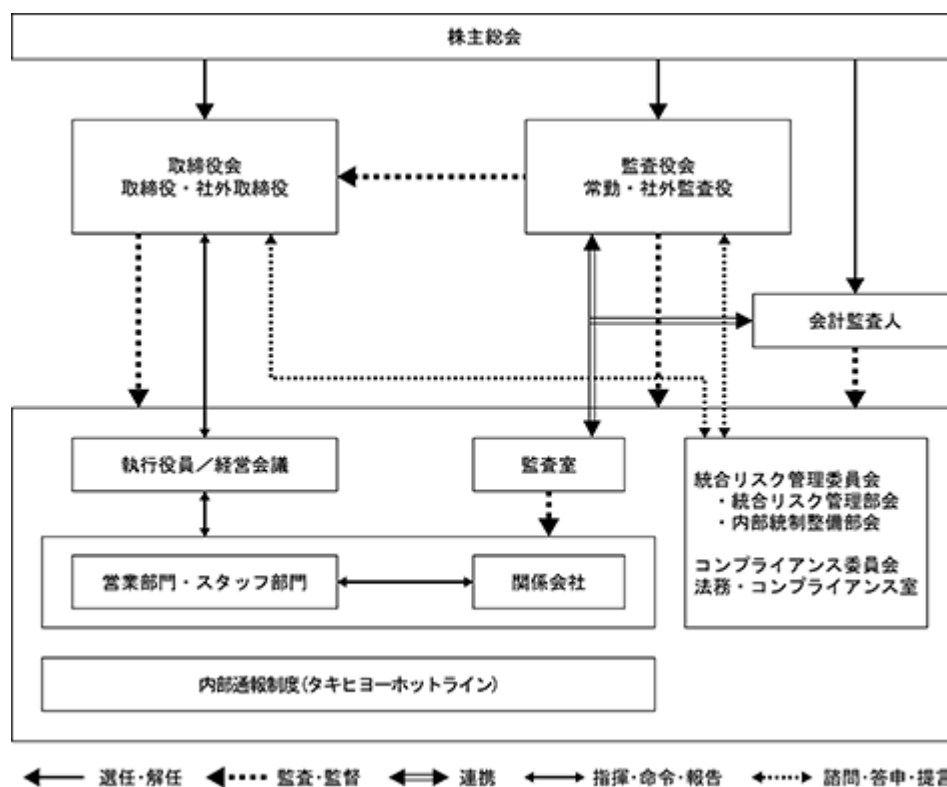 株主総会
取締役会
取締役・社外取締役
監査役会
常勤・社外監査役
会計監査人
執行役員／経営会議
監査室
統合リスク管理委員会
・統合リスク管理部会
・内部統制整備部会
コンプライアンス委員会
法務・コンプライアンス室
営業部門・スタッフ部門
関係会社
内部通報制度(タキヒヨーホットライン)
選任・解任
監査・監督
連携
指揮・命令・報告
諮問・答申・提言